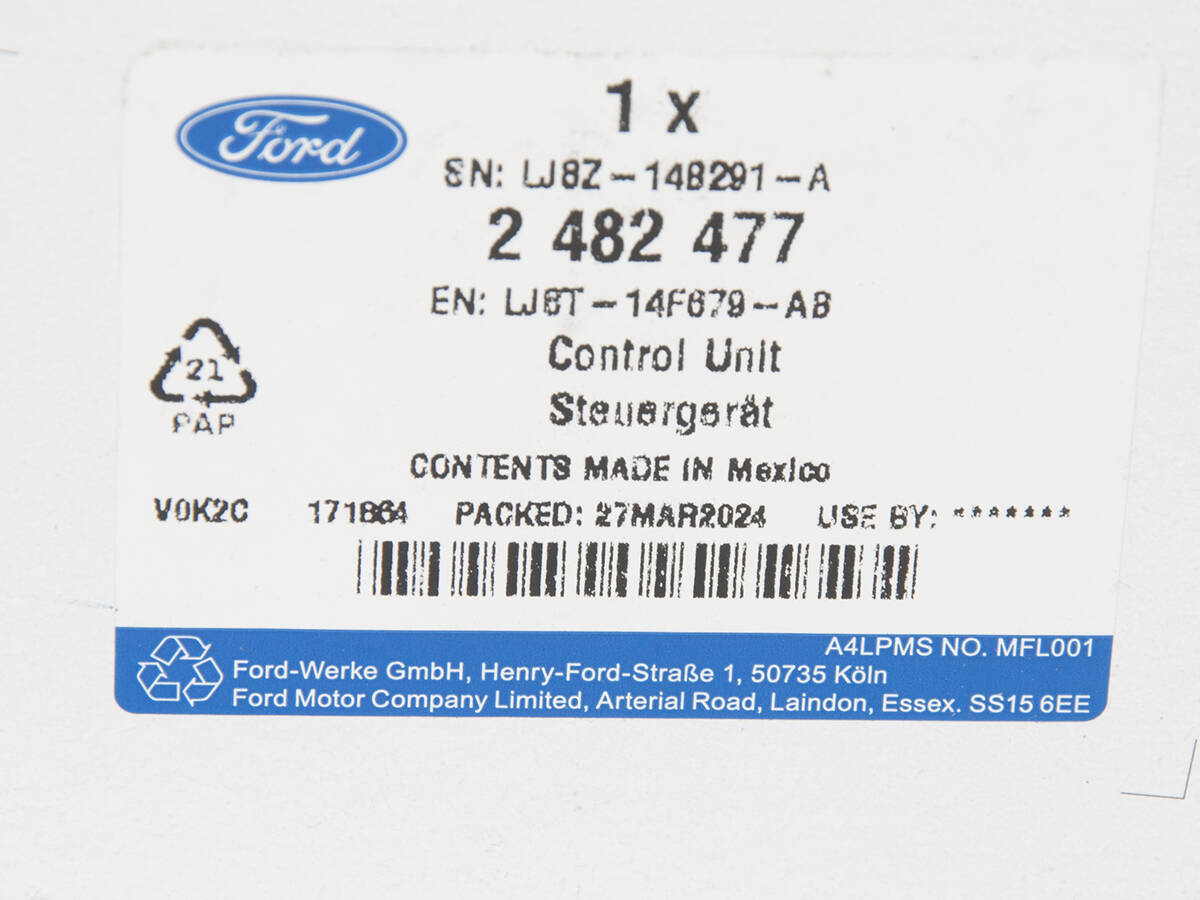 Ford
1 x
SN: LJ8Z-14B291-A
2 482 477
EN: LJ8T-14F679-AB
Control Unit
Steuergerät
21
PAP
CONTENTS MADE IN Mexico
V0K2C 171864 PACKED: 27MAR2024 USE BY: *******
A4LPMS NO. MFL001
Ford-Werke GmbH, Henry-Ford-Straße 1, 50735 Köln
Ford Motor Company Limited, Arterial Road, Laindon, Essex. SS15 6EE